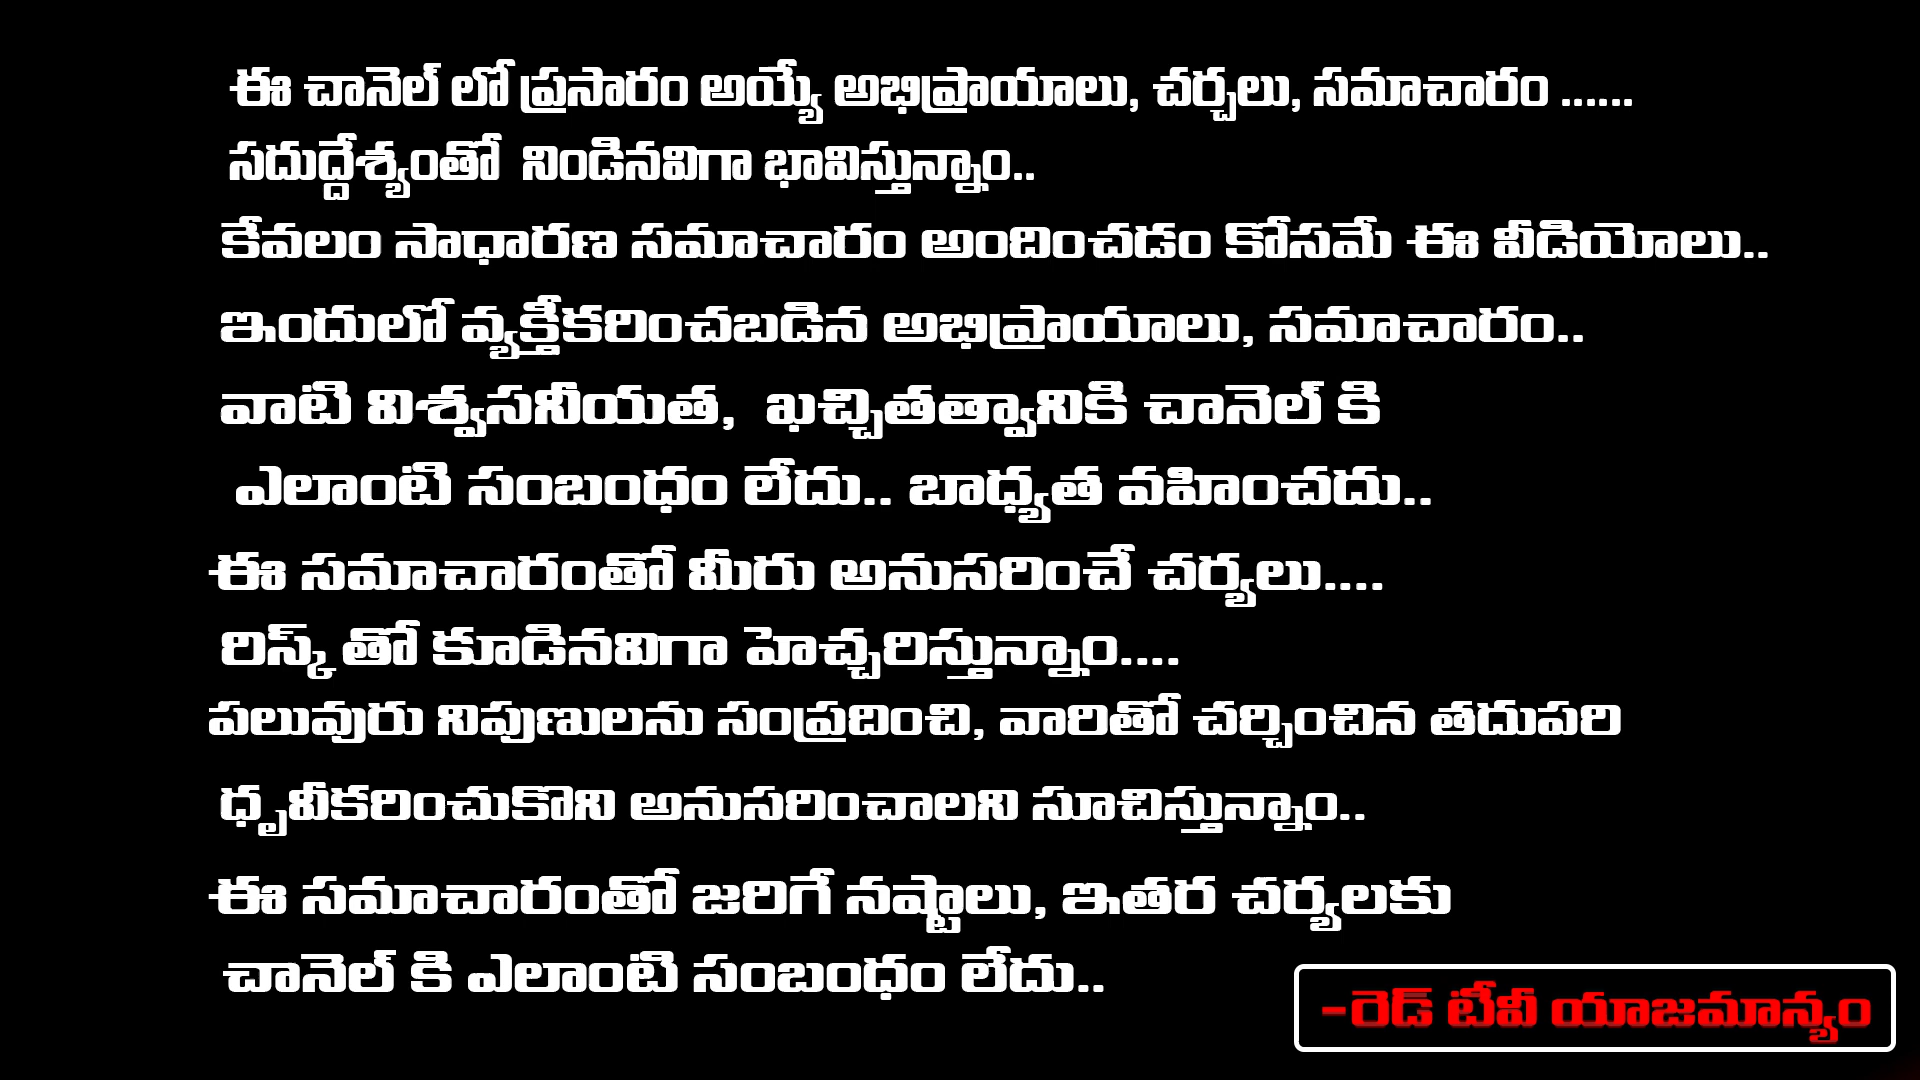 ఈ చానెల్ లో ప్రసారం అయ్యే అభిప్రాయాలు, చర్చలు, సమాచారం ......
సదుద్దేశ్యంతో నిండినవిగా భావిస్తున్నాం..
కేవలం సాధారణ సమాచారం అందించడం కోసమే ఈ వీడియోలు..
ఇందులో వ్యక్తీకరించబడిన అభిప్రాయాలు, సమాచారం..
వాటి విశ్వసనీయత, ఖచ్చితత్వానికి చానెల్ కి
ఎలాంటి సంబంధం లేదు.. బాధ్యత వహించదు..
ఈ సమాచారంతో మీరు అనుసరించే చర్యలు....
రిస్క్ తో కూడినవిగా హెచ్చరిస్తున్నాం....
పలువురు నిపుణులను సంప్రదించి, వారితో చర్చించిన తదుపరి
ధృవీకరించుకొని అనుసరించాలని సూచిస్తున్నాం..
ఈ సమాచారంతో జరిగే నష్టాలు, ఇతర చర్యలకు
చానెల్ కి ఎలాంటి సంబంధం లేదు..
-రెడ్ టీవీ యాజమాన్యం